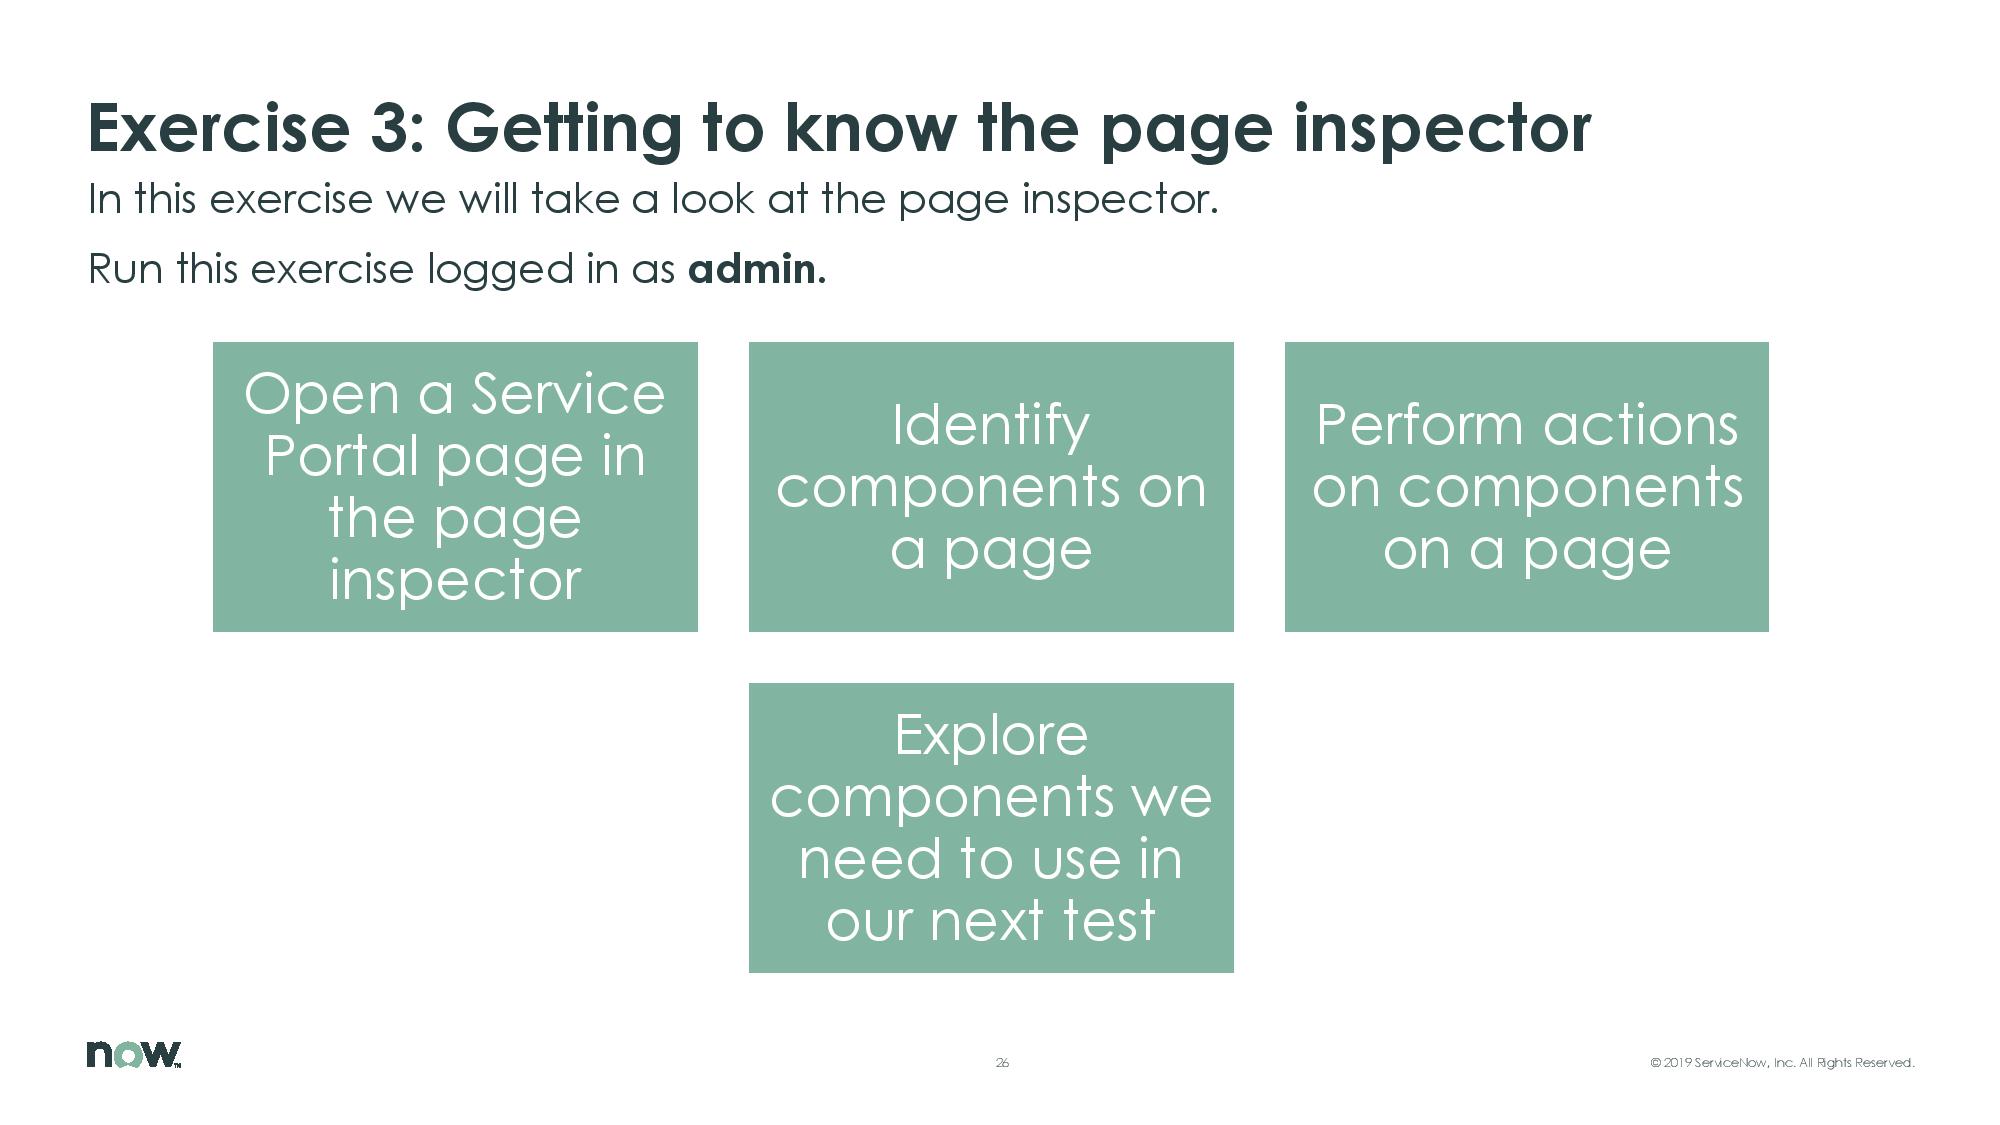 Exercise 3: Getting to know the page inspector
In this exercise we will take a look at the page inspector.
Run this exercise logged in as admin.
Open a Service
Portal page in
the page
inspector
Identify
components on
a page
Perform actions
on components
on a page
Explore
components we
need to use in
our next test
now™
26
© 2019 ServiceNow, Inc. All Rights Reserved.